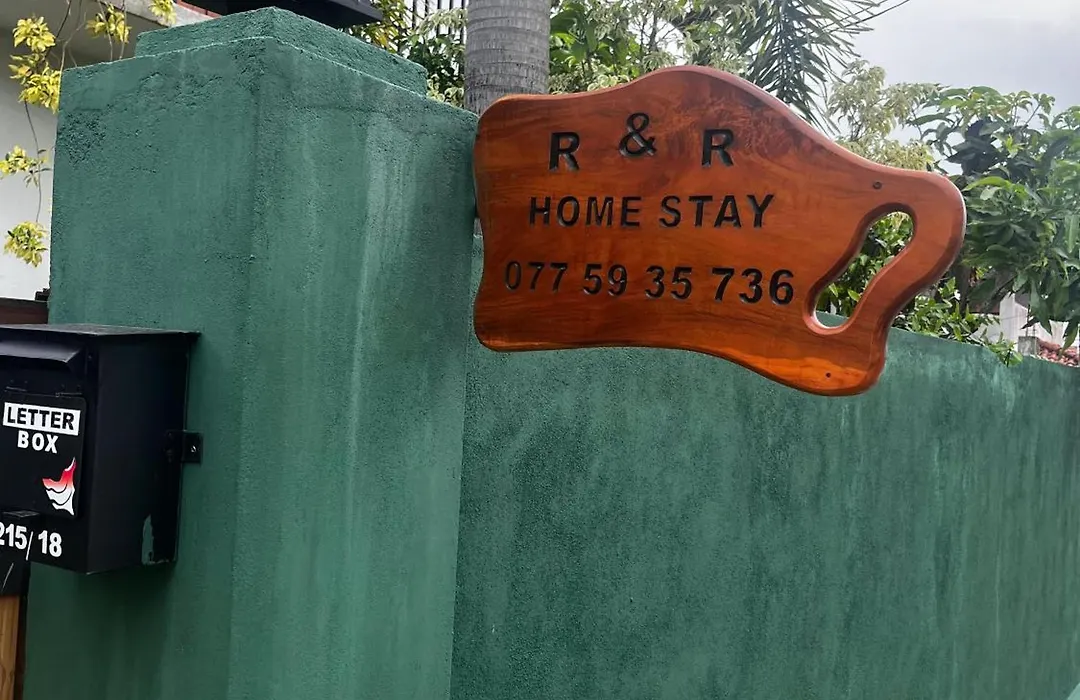 R & R
HOME STAY
077 59 35 736
LETTER
BOX
215/18